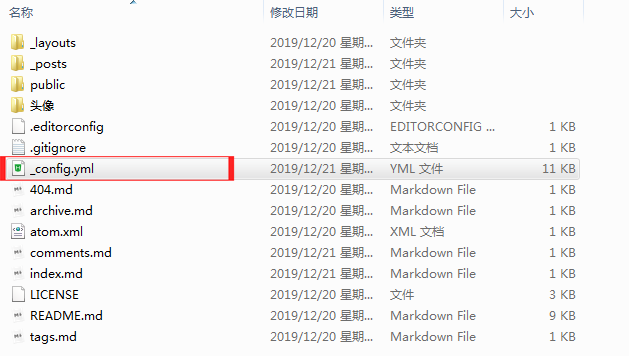 名称 修改日期 类型 大小
_layouts 2019/12/20 星期... 文件夹
_posts 2019/12/21 星期... 文件夹
public 2019/12/20 星期... 文件夹
头像 2019/12/20 星期... 文件夹
.editorconfig 2019/12/20 星期... EDITORCONFIG ... 1 KB
.gitignore 2019/12/20 星期... 文本文档 1 KB
_config.yml 2019/12/21 星期... YML 文件 11 KB
404.md 2019/12/20 星期... Markdown File 1 KB
archive.md 2019/12/20 星期... Markdown File 1 KB
atom.xml 2019/12/20 星期... XML 文档 1 KB
comments.md 2019/12/21 星期... Markdown File 1 KB
index.md 2019/12/21 星期... Markdown File 1 KB
LICENSE 2019/12/20 星期... 文件 3 KB
README.md 2019/12/20 星期... Markdown File 9 KB
tags.md 2019/12/20 星期... Markdown File 1 KB